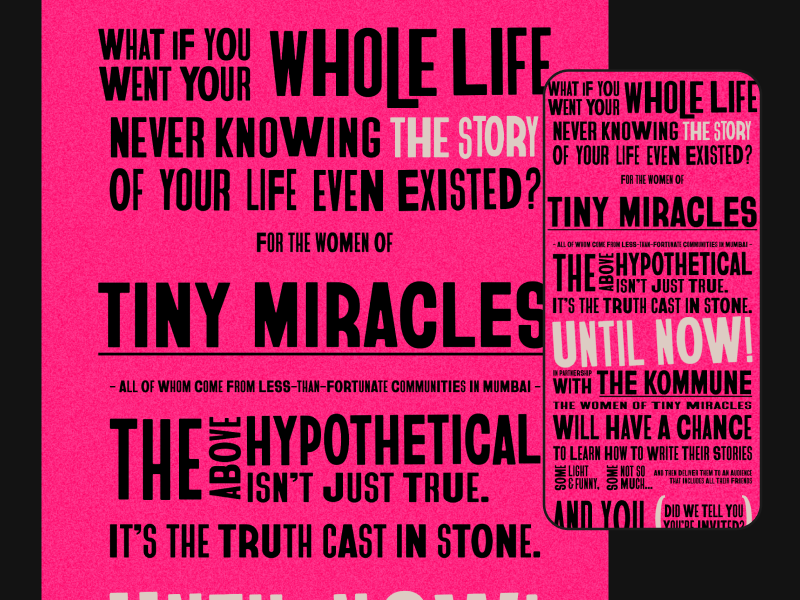 WHAT IF YOU
WENT YOUR WHOLE LIFE
NEVER KNOWING THE STORY
OF YOUR LIFE EVEN EXISTED?
FOR THE WOMEN OF
TINY MIRACLES
- ALL OF WHOM COME FROM LESS-THAN-FORTUNATE COMMUNITIES IN MUMBAI -
THE ABOVE HYPOTHETICAL
ISN'T JUST TRUE.
IT'S THE TRUTH CAST IN STONE.
UNTIL NOW!
WHAT IF YOU
WENT YOUR WHOLE LIFE
NEVER KNOWING THE STORY
OF YOUR LIFE EVEN EXISTED?
FOR THE WOMEN OF
TINY MIRACLES
- ALL OF WHOM COME FROM LESS-THAN-FORTUNATE COMMUNITIES IN MUMBAI -
THE ABOVE HYPOTHETICAL
ISN'T JUST TRUE.
IT'S THE TRUTH CAST IN STONE.
UNTIL NOW!
IN PARTNERSHIP
WITH THE KOMMUNE
THE WOMEN OF TINY MIRACLES
WILL HAVE A CHANCE
TO LEARN HOW TO WRITE THEIR STORIES
SOME LIGHT
& FUNNY,
SOME NOT SO
MUCH...
AND THEN DELIVER THEM TO AN AUDIENCE
THAT INCLUDES ALL THEIR FRIENDS
AND YOU (DID WE TELL YOU
YOU'RE INVITED?)